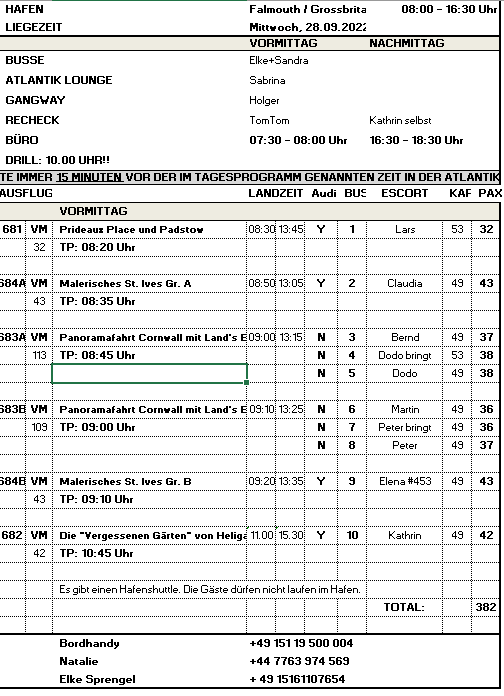 HAFEN Falmouth / Grossbrita 08:00 - 16:30 Uhr
LIEGEZEIT Mittwoch, 28.09.2022
VORMITTAG NACHMITTAG
BUSSE Elke+Sandra
ATLANTIK LOUNGE Sabrina
GANGWAY Holger
RECHECK TomTom Kathrin selbst
BÜRO 07:30 - 08:00 Uhr 16:30 - 18:30 Uhr
DRILL: 10.00 UHR!!
TE IMMER 15 MINUTEN VOR DER IM TAGESPROGRAMM GENANNTEN ZEIT IN DER ATLANTIK
AUSFLUG LANDZEIT Audi BUS ESCORT KAF PAX
VORMITTAG
681 VM Prideaux Place und Padstow 08:30 13:45 Y 1 Lars 53 32
32 TP: 08:20 Uhr
684A VM Malerisches St. Ives Gr. A 08:50 13:05 Y 2 Claudia 49 43
43 TP: 08:35 Uhr
683A VM Panoramafahrt Cornwall mit Land's E 09:00 13:15 N 3 Bernd 49 37
113 TP: 08:45 Uhr N 4 Dodo bringt 53 38
N 5 Dodo 49 38
683B VM Panoramafahrt Cornwall mit Land's E 09:10 13:25 N 6 Martin 49 36
109 TP: 09:00 Uhr N 7 Peter bringt 49 36
N 8 Peter 49 37
684B VM Malerisches St. Ives Gr. B 09:20 13:35 Y 9 Elena #453 49 43
43 TP: 09:10 Uhr
682 VM Die "Vergessenen Gärten" von Heliga 11.00 15.30 Y 10 Kathrin 49 42
42 TP: 10:45 Uhr
Es gibt einen Hafenshuttle. Die Gäste dürfen nicht laufen im Hafen.
TOTAL: 382
Bordhandy +49 151 19 500 004
Natalie +44 7763 974 569
Elke Sprengel + 49 15161107654